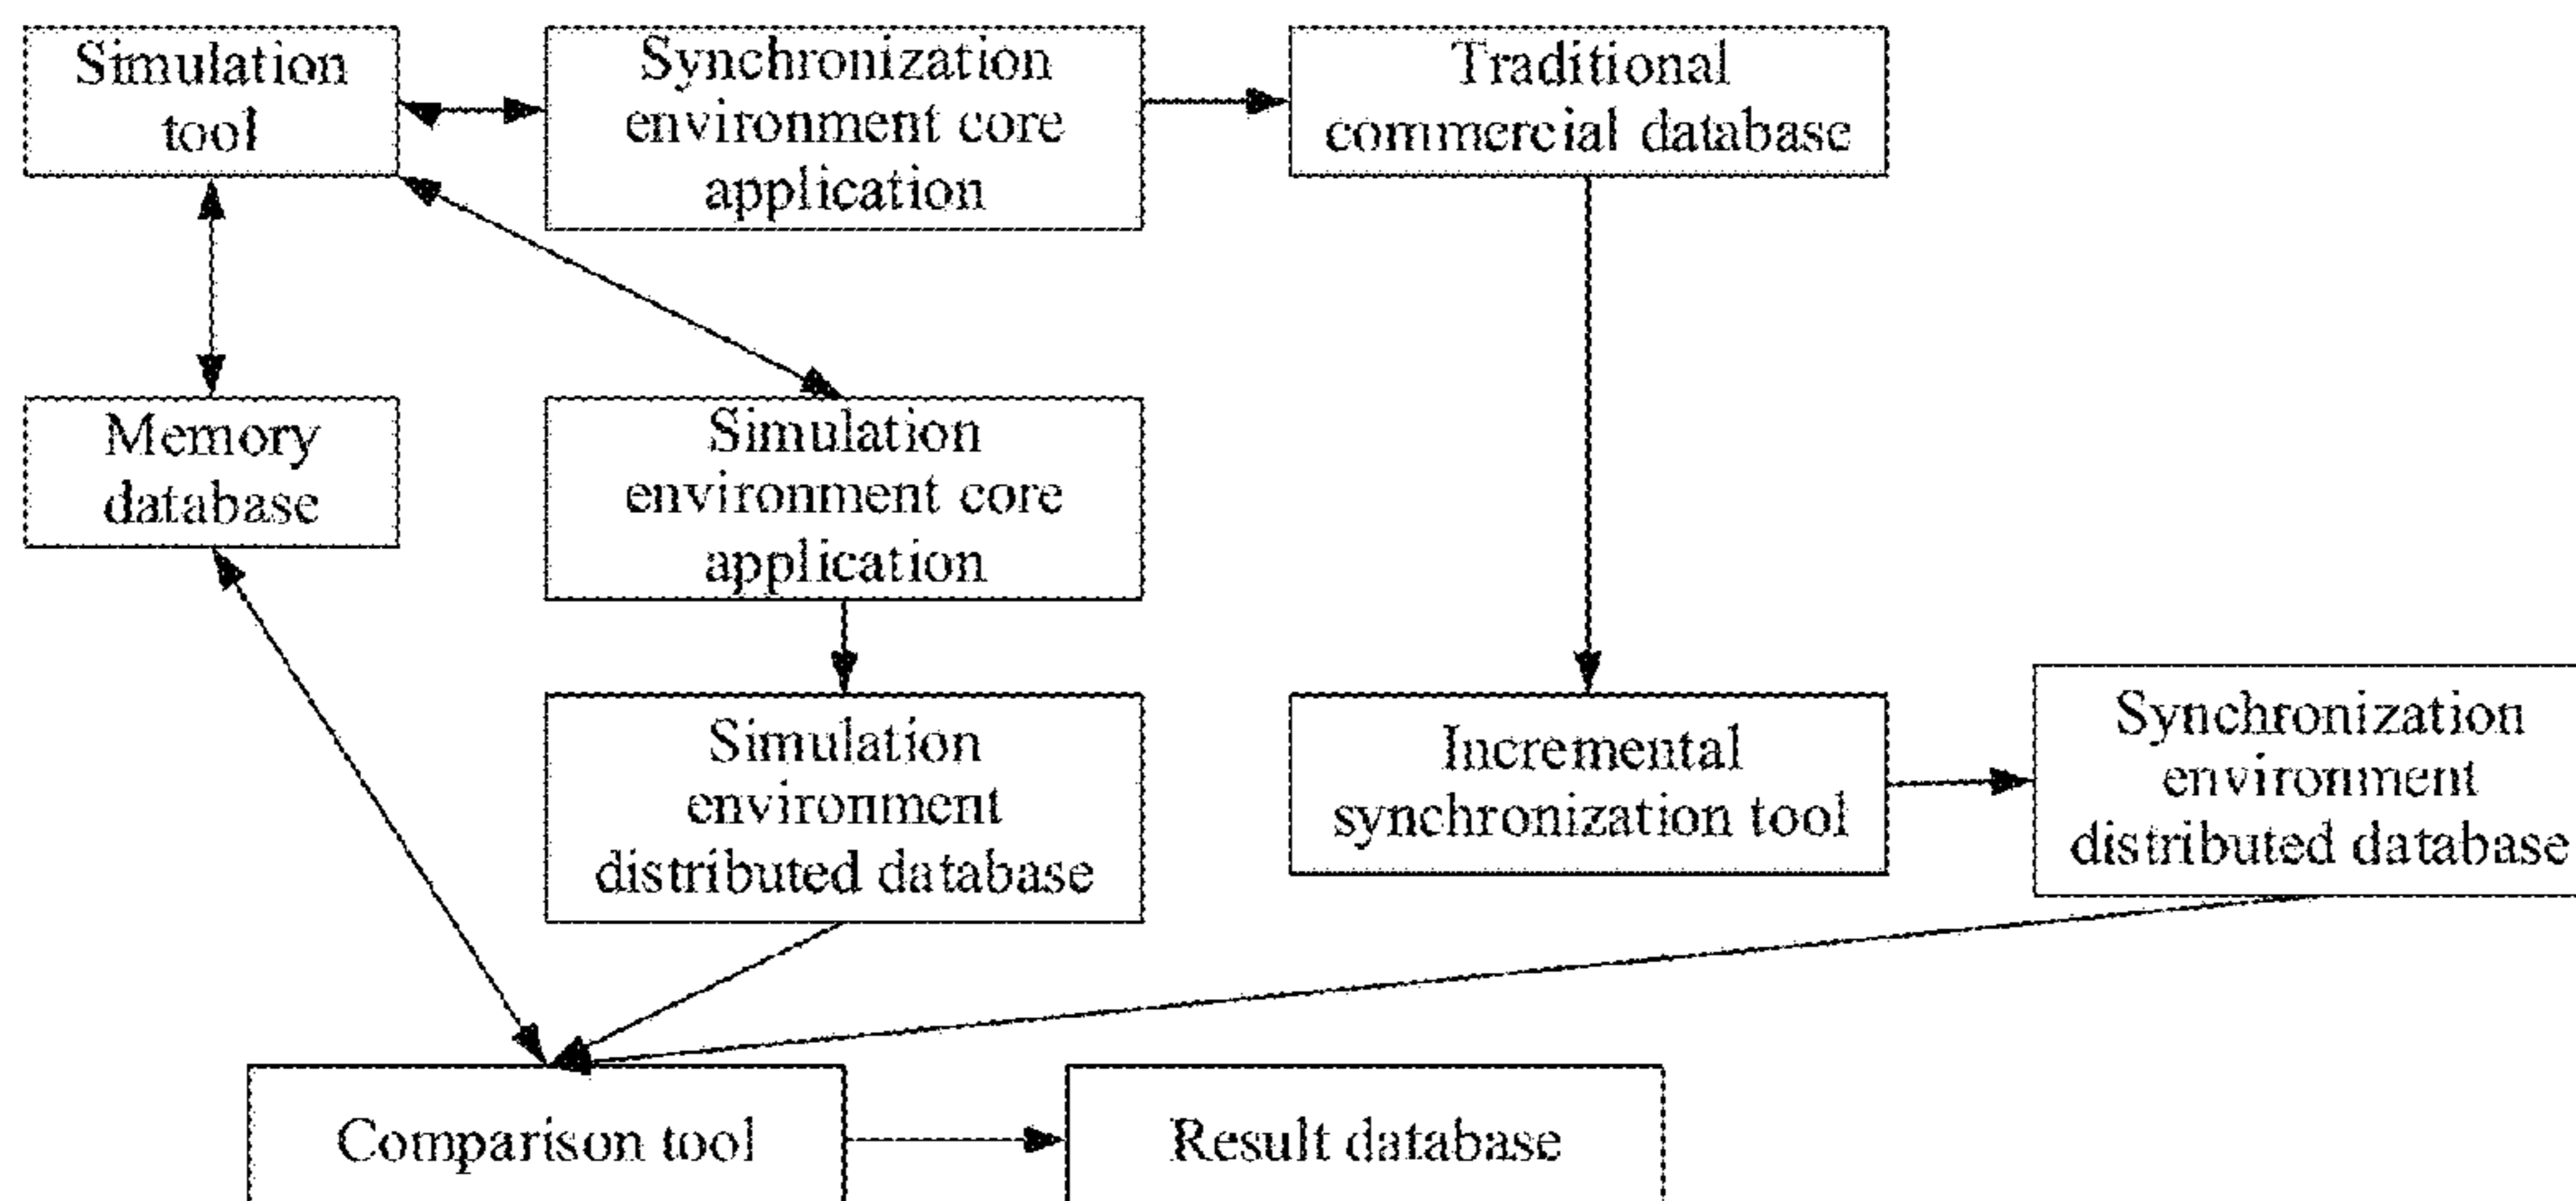 Simulation
tool
Synchronization
environment core
application
Traditional
commercial database
Memory
database
Simulation
environment core
application
Simulation
environment
distributed database
Incremental
synchronization tool
Synchronization
environment
distributed database
Comparison tool
Result database